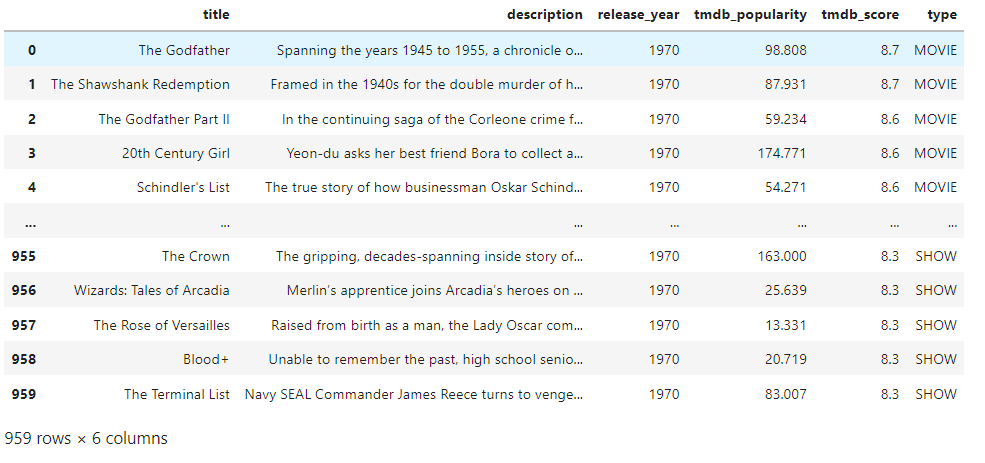 title description release_year tmdb_popularity tmdb_score type
0 The Godfather Spanning the years 1945 to 1955, a chronicle o... 1970 98.808 8.7 MOVIE
1 The Shawshank Redemption Framed in the 1940s for the double murder of h... 1970 87.931 8.7 MOVIE
2 The Godfather Part II In the continuing saga of the Corleone crime f... 1970 59.234 8.6 MOVIE
3 20th Century Girl Yeon-du asks her best friend Bora to collect a... 1970 174.771 8.6 MOVIE
4 Schindler's List The true story of how businessman Oskar Schind... 1970 54.271 8.6 MOVIE
... ... ... ... ... ... ...
955 The Crown The gripping, decades-spanning inside story of... 1970 163.000 8.3 SHOW
956 Wizards: Tales of Arcadia Merlin's apprentice joins Arcadia's heroes on ... 1970 25.639 8.3 SHOW
957 The Rose of Versailles Raised from birth as a man, the Lady Oscar com... 1970 13.331 8.3 SHOW
958 Blood+ Unable to remember the past, high school senio... 1970 20.719 8.3 SHOW
959 The Terminal List Navy SEAL Commander James Reece turns to venge... 1970 83.007 8.3 SHOW
959 rows × 6 columns